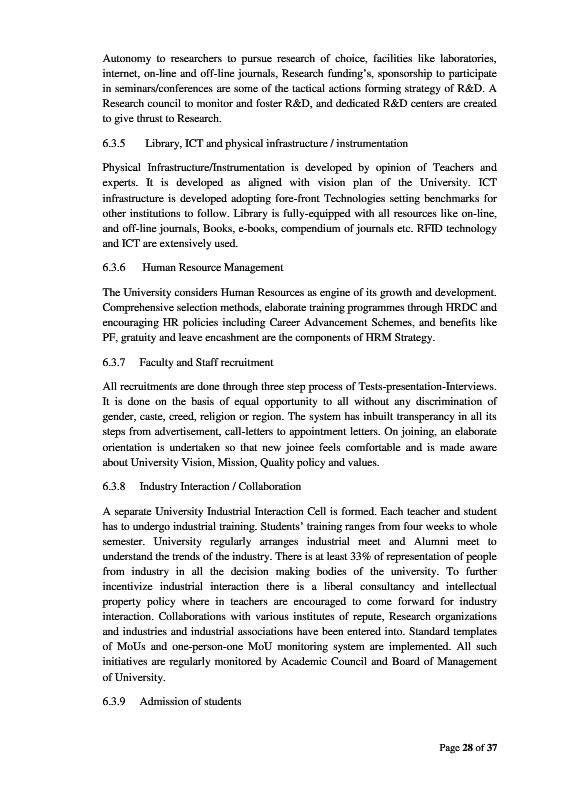 Autonomy to researchers to pursue research of choice, facilities like laboratories,
internet, on-line and off-line journals, Research funding's, sponsorship to participate
in seminars/conferences are some of the tactical actions forming strategy of R&D. A
Research council to monitor and foster R&D, and dedicated R&D centers are created
to give thrust to Research.
6.3.5 Library, ICT and physical infrastructure / instrumentation
Physical Infrastructure/Instrumentation is developed by opinion of Teachers and
experts. It is developed as aligned with vision plan of the University. ICT
infrastructure is developed adopting fore-front Technologies setting benchmarks for
other institutions to follow. Library is fully-equipped with all resources like on-line,
and off-line journals, Books, e-books, compendium of journals etc. RFID technology
and ICT are extensively used.
6.3.6 Human Resource Management
The University considers Human Resources as engine of its growth and development.
Comprehensive selection methods, elaborate training programmes through HRDC and
encouraging HR policies including Career Advancement Schemes, and benefits like
PF, gratuity and leave encashment are the components of HRM Strategy.
6.3.7 Faculty and Staff recruitment
All recruitments are done through three step process of Tests-presentation-Interviews.
It is done on the basis of equal opportunity to all without any discrimination of
gender, caste, creed, religion or region. The system has inbuilt transperancy in all its
steps from advertisement, call-letters to appointment letters. On joining, an elaborate
orientation is undertaken so that new joinee feels comfortable and is made aware
about University Vision, Mission, Quality policy and values.
6.3.8 Industry Interaction / Collaboration
A separate University Industrial Interaction Cell is formed. Each teacher and student
has to undergo industrial training. Students' training ranges from four weeks to whole
semester. University regularly arranges industrial meet and Alumni meet to
understand the trends of the industry. There is at least 33% of representation of people
from industry in all the decision making bodies of the university. To further
incentivize industrial interaction there is a liberal consultancy and intellectual
property policy where in teachers are encouraged to come forward for industry
interaction. Collaborations with various institutes of repute, Research organizations
and industries and industrial associations have been entered into. Standard templates
of MoUs and one-person-one MoU monitoring system are implemented. All such
initiatives are regularly monitored by Academic Council and Board of Management
of University.
6.3.9 Admission of students
Page 28 of 37